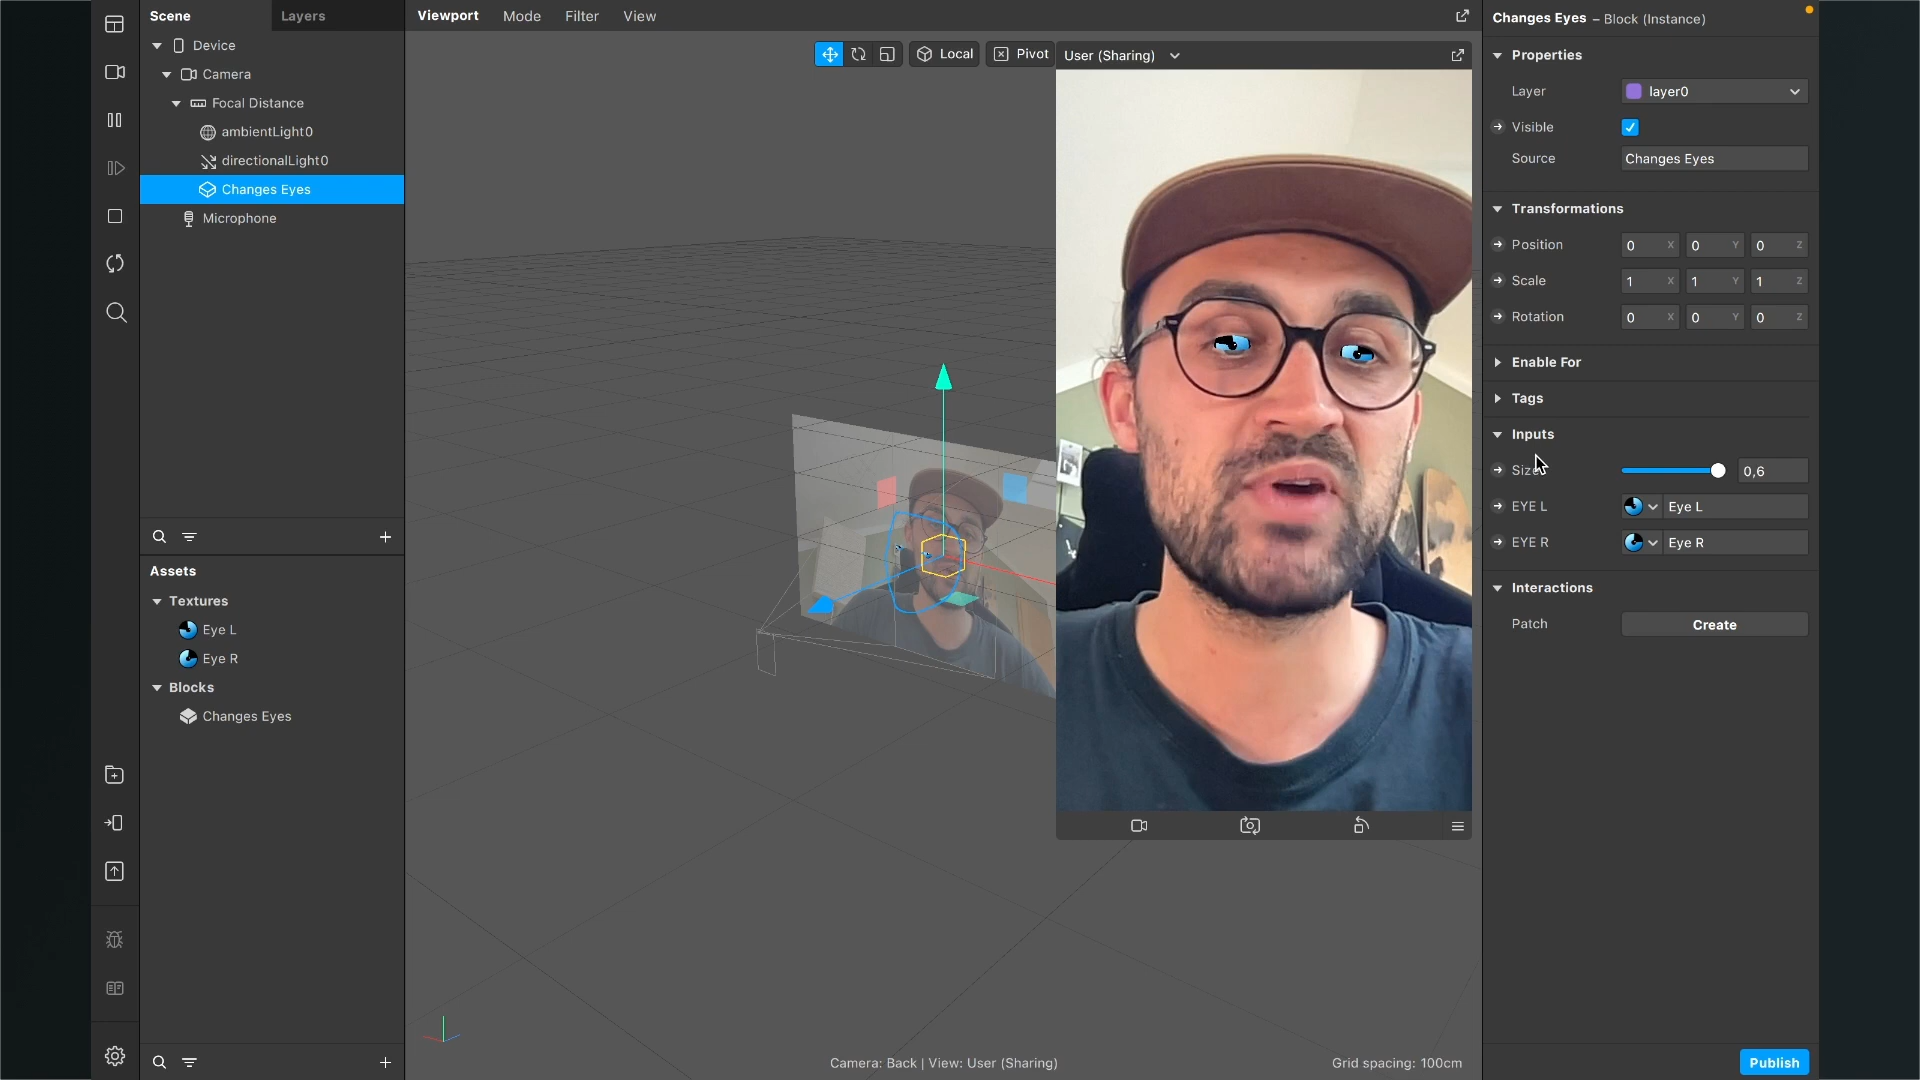 Scene
Layers
Device
Camera
Focal Distance
ambientLight0
directionalLight0
Changes Eyes
Microphone
Assets
Textures
Eye L
Eye R
Blocks
Changes Eyes
Viewport
Mode
Filter
View
Local
Pivot
User (Sharing)
Camera: Back | View: User (Sharing)
Grid spacing: 100cm
Changes Eyes – Block (Instance)
Properties
Layer
layer0
Visible
Source
Changes Eyes
Transformations
Position
0 X 0 Y 0 Z
Scale
1 X 1 Y 1 Z
Rotation
0 X 0 Y 0 Z
Enable For
Tags
Inputs
Size
0,6
EYE L
Eye L
EYE R
Eye R
Interactions
Patch
Create
Publish